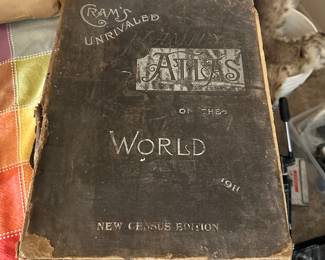 CRAM'S
UNRIVALED
ATLAS
OF THE
WORLD
1911
NEW CENSUS EDITION